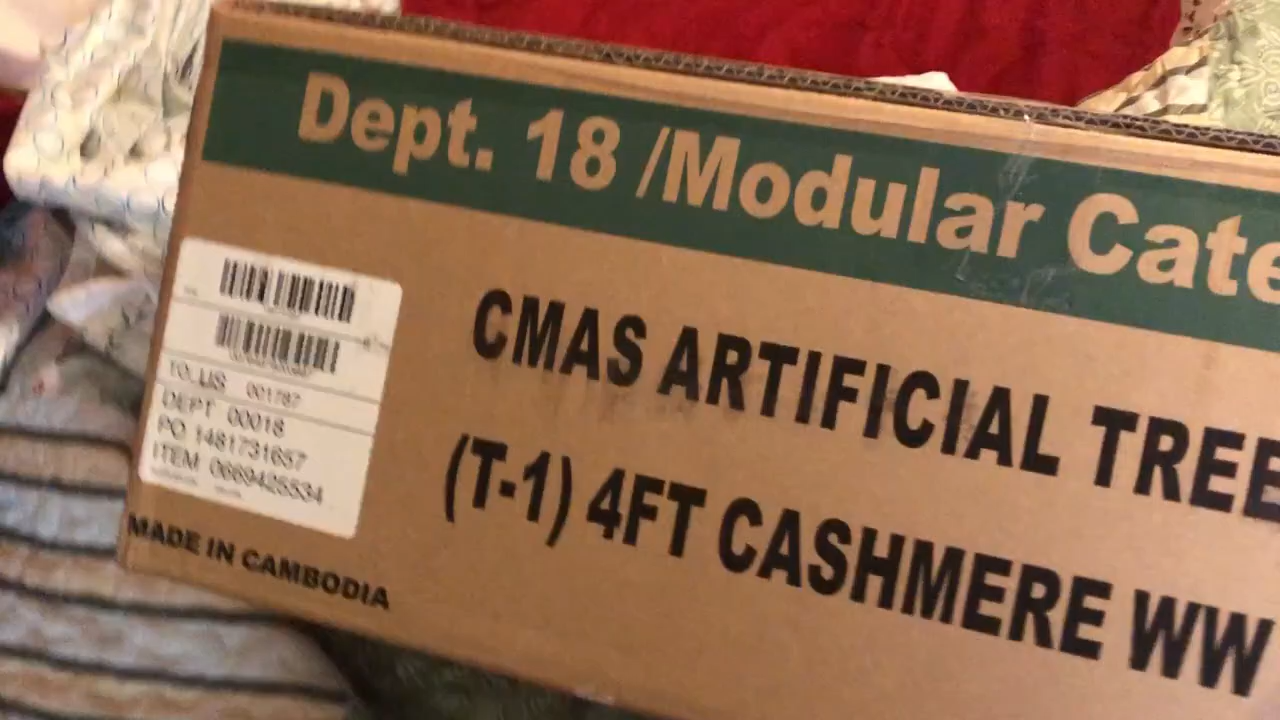 Dept. 18 /Modular Cate
CMAS ARTIFICIAL TREE
(T-1) 4FT CASHMERE WW
TO US 001787
DEPT 00018
PO 1481731657
ITEM 0669425534
MADE IN CAMBODIA